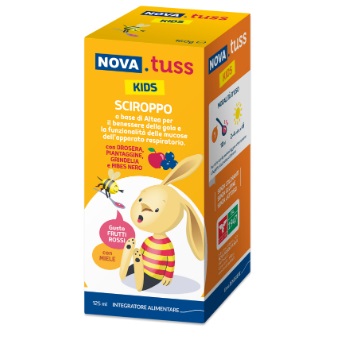 NOVA.tuss
KIDS
SCIROPPO
a base di Altea per
il benessere della gola e
la funzionalità delle mucose
dell'apparato respiratorio.
con DROSERA,
PIANTAGGINE,
GRINDELIA
e RIBES NERO
Gusto
FRUTTI
ROSSI
con
MIELE
125 ml
INTEGRATORE ALIMENTARE
NOVA.tuss
KIDS